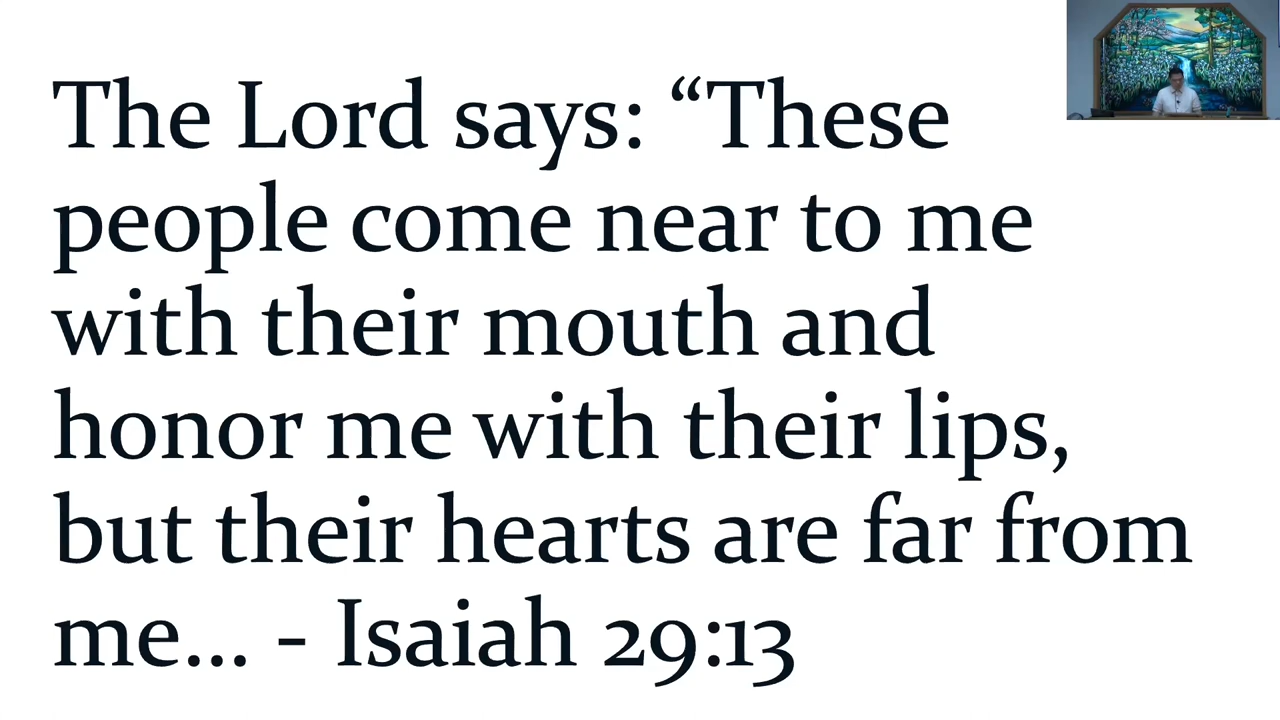 The Lord says: “These
people come near to me
with their mouth and
honor me with their lips,
but their hearts are far from
me... - Isaiah 29:13